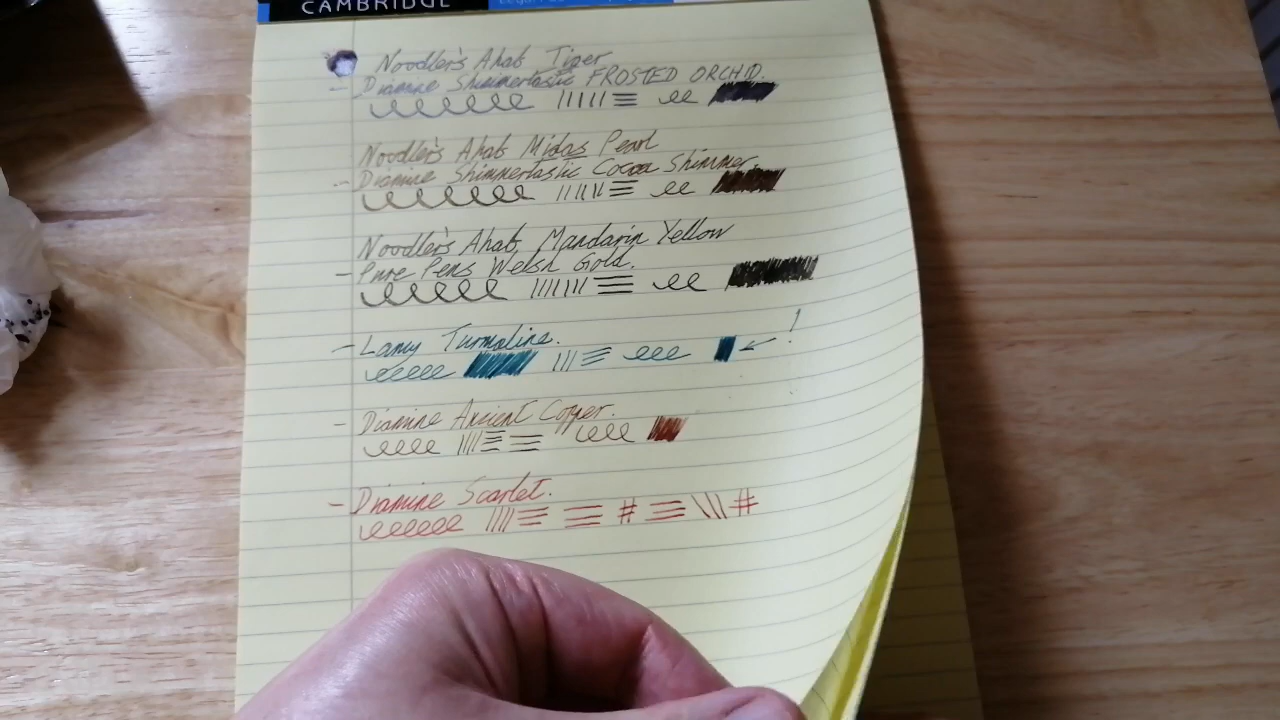 CAMBRIDGE
Noodler's Ahab Tiger
- Diamine Shimmertastic FROSTED ORCHID.
Noodler's Ahab Midas Pearl
- Diamine Shimmertastic Cocoa Shimmer.
Noodler's Ahab Mandarin Yellow
- Pure Pens Welsh Gold.
- Lamy Turmaline. !
- Diamine Ancient Copper.
- Diamine Scarlet.
# #